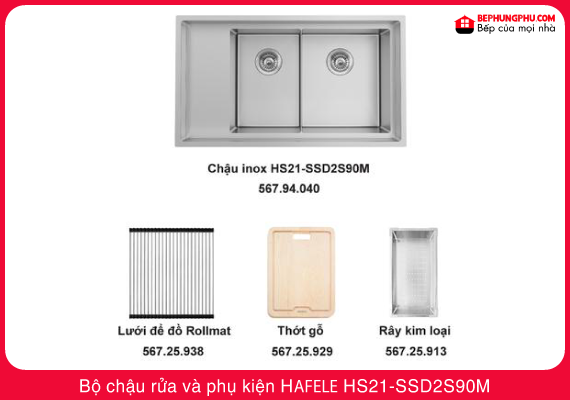 BEPHUNGPHU.COM
Bếp của mọi nhà
Chậu inox HS21-SSD2S90M
567.94.040
Lưới để đồ Rollmat
567.25.938
Thớt gỗ
567.25.929
Rây kim loại
567.25.913
Bộ chậu rửa và phụ kiện HAFELE HS21-SSD2S90M